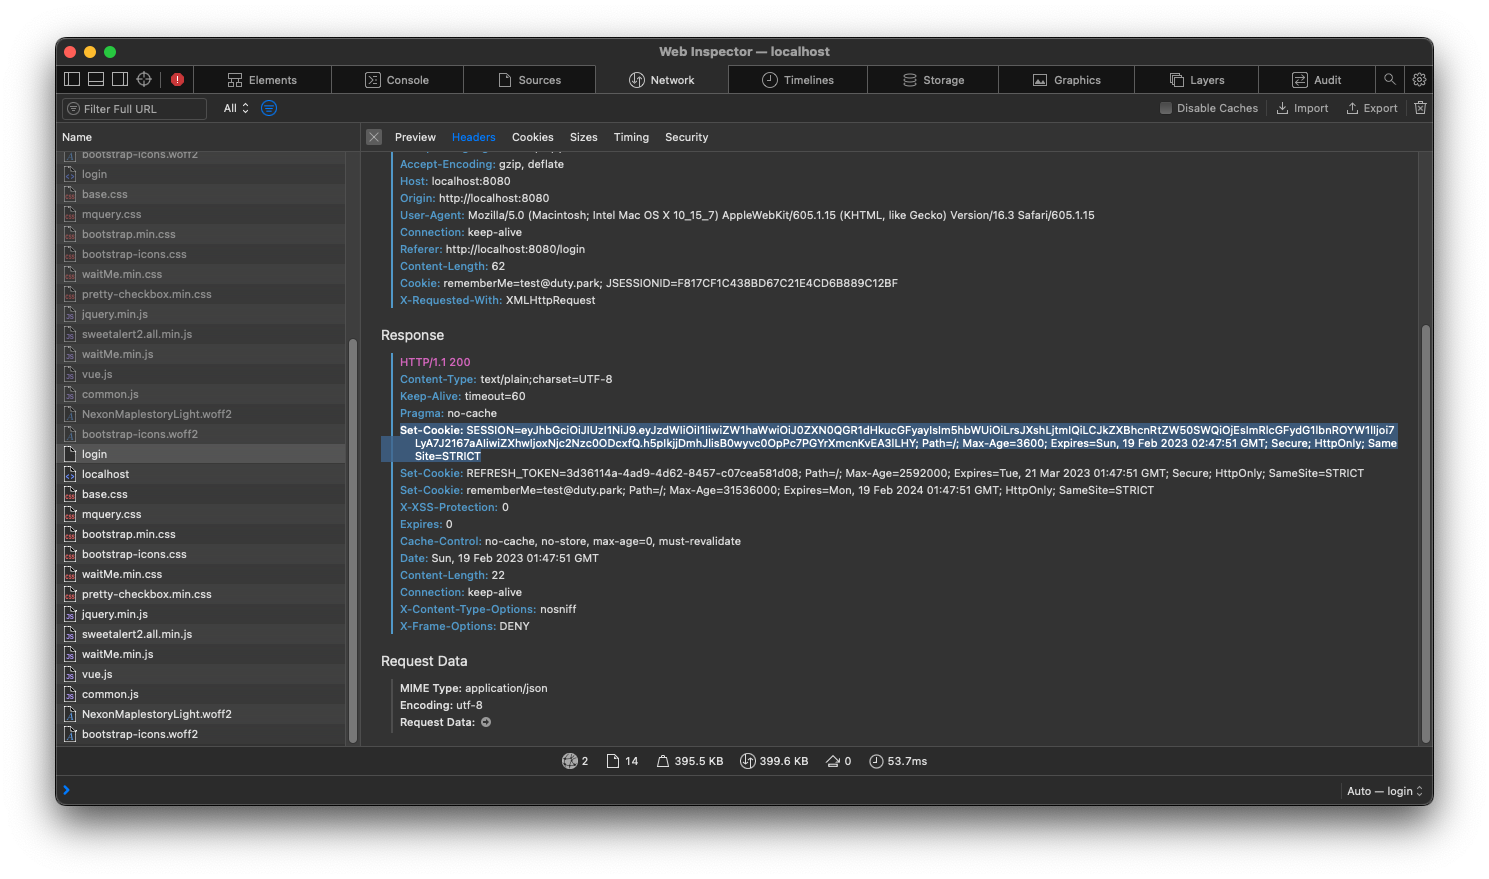 Web Inspector — localhost
Elements
Console
Sources
Network
Timelines
Storage
Graphics
Layers
Audit
Filter Full URL
All
Disable Caches
Import
Export
Name
Preview
Headers
Cookies
Sizes
Timing
Security
bootstrap-icons.woff2
login
base.css
mquery.css
bootstrap.min.css
bootstrap-icons.css
waitMe.min.css
pretty-checkbox.min.css
jquery.min.js
sweetalert2.all.min.js
waitMe.min.js
vue.js
common.js
NexonMaplestoryLight.woff2
bootstrap-icons.woff2
login
localhost
base.css
mquery.css
bootstrap.min.css
bootstrap-icons.css
waitMe.min.css
pretty-checkbox.min.css
jquery.min.js
sweetalert2.all.min.js
waitMe.min.js
vue.js
common.js
NexonMaplestoryLight.woff2
bootstrap-icons.woff2
Accept-Encoding: gzip, deflate
Host: localhost:8080
Origin: http://localhost:8080
User-Agent: Mozilla/5.0 (Macintosh; Intel Mac OS X 10_15_7) AppleWebKit/605.1.15 (KHTML, like Gecko) Version/16.3 Safari/605.1.15
Connection: keep-alive
Referer: http://localhost:8080/login
Content-Length: 62
Cookie: rememberMe=test@duty.park; JSESSIONID=F817CF1C438BD67C21E4CD6B889C12BF
X-Requested-With: XMLHttpRequest
Response
HTTP/1.1 200
Content-Type: text/plain;charset=UTF-8
Keep-Alive: timeout=60
Pragma: no-cache
Set-Cookie:
Path=/; Max-Age=3600; Expires=Sun, 19 Feb 2023 02:47:51 GMT; Secure; HttpOnly; Same
Site=STRICT
Set-Cookie: REFRESH_TOKEN=3d36114a-4ad9-4d62-8457-c07cea581d08; Path=/; Max-Age=2592000; Expires=Tue, 21 Mar 2023 01:47:51 GMT; Secure; HttpOnly; SameSite=STRICT
Set-Cookie: rememberMe=test@duty.park; Path=/; Max-Age=31536000; Expires=Mon, 19 Feb 2024 01:47:51 GMT; HttpOnly; SameSite=STRICT
X-XSS-Protection: 0
Expires: 0
Cache-Control: no-cache, no-store, max-age=0, must-revalidate
Date: Sun, 19 Feb 2023 01:47:51 GMT
Content-Length: 22
Connection: keep-alive
X-Content-Type-Options: nosniff
X-Frame-Options: DENY
Request Data
MIME Type: application/json
Encoding: utf-8
Request Data:
2
14
395.5 KB
399.6 KB
0
53.7ms
Auto — login